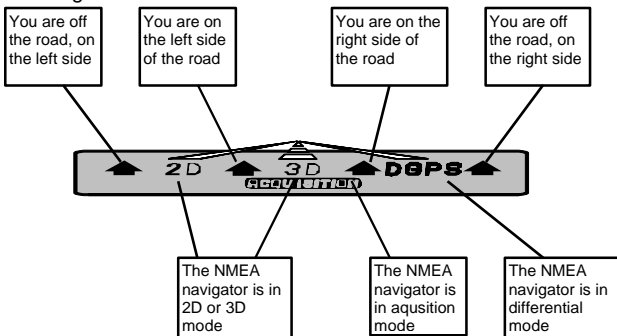 You are off
the road, on
the left side
You are on
the left side
of the road
You are on the
right side of
the road
You are off
the road, on
the right side
2D 3D DGPS
ACQUISITION
The NMEA
navigator is in
2D or 3D
mode
The NMEA
navigator is
in aqusition
mode
The NMEA
navigator is in
differential
mode